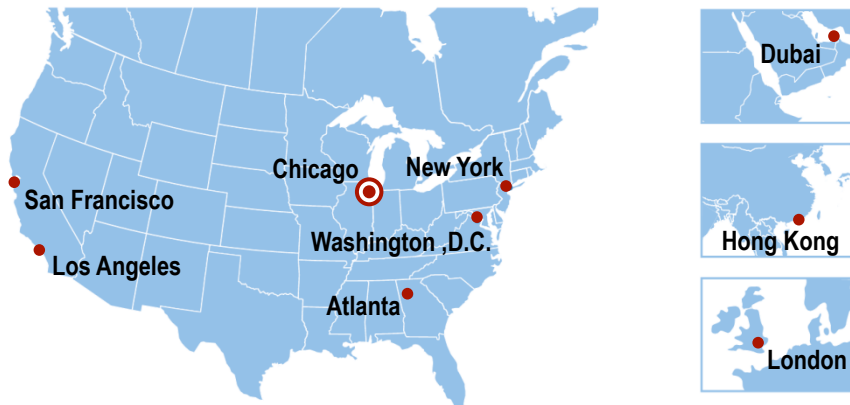 Chicago
New York
San Francisco
Washington ,D.C.
Los Angeles
Atlanta
Dubai
Hong Kong
London